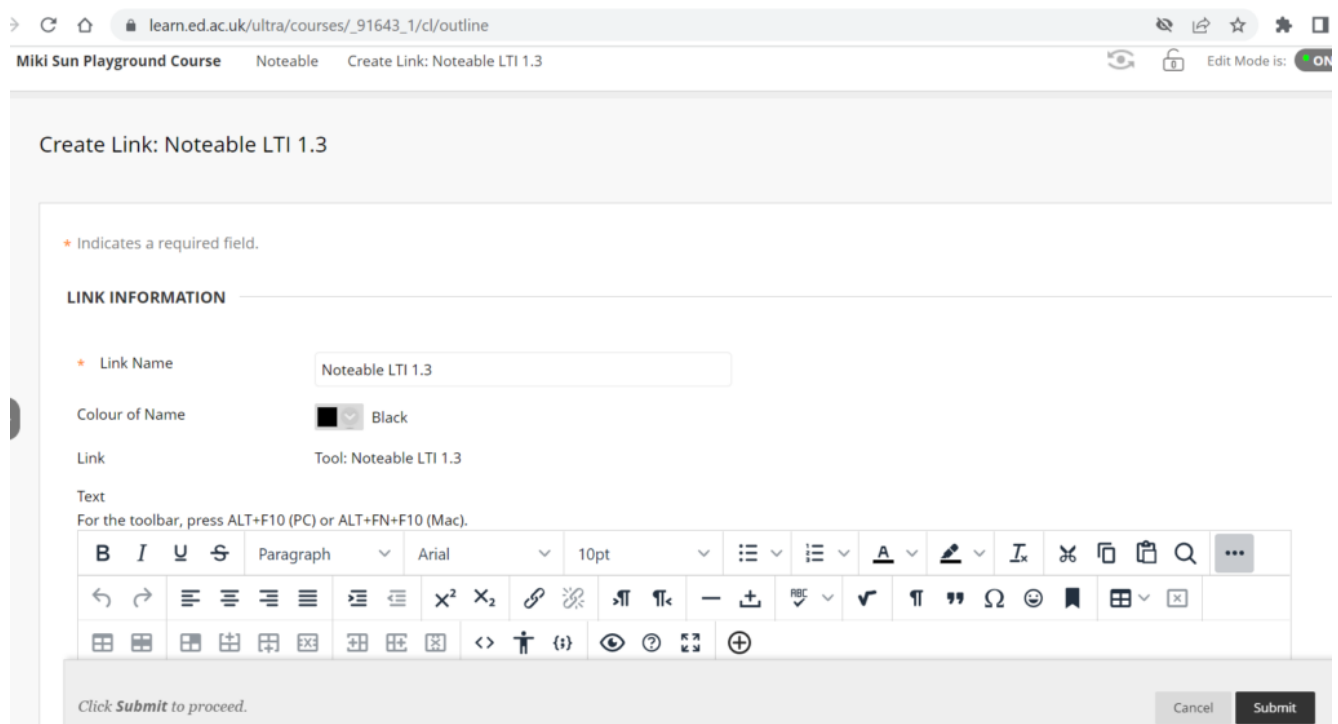 learn.ed.ac.uk/ultra/courses/_91643_1/cl/outline
Miki Sun Playground Course Noteable Create Link: Noteable LTI 1.3 0 Edit Mode is: ON
Create Link: Noteable LTI 1.3
* Indicates a required field.
LINK INFORMATION
* Link Name Noteable LTI 1.3
Colour of Name Black
Link Tool: Noteable LTI 1.3
Text
For the toolbar, press ALT+F10 (PC) or ALT+FN+F10 (Mac).
B I U S Paragraph Arial 10pt A
ABC
Click Submit to proceed. Cancel Submit